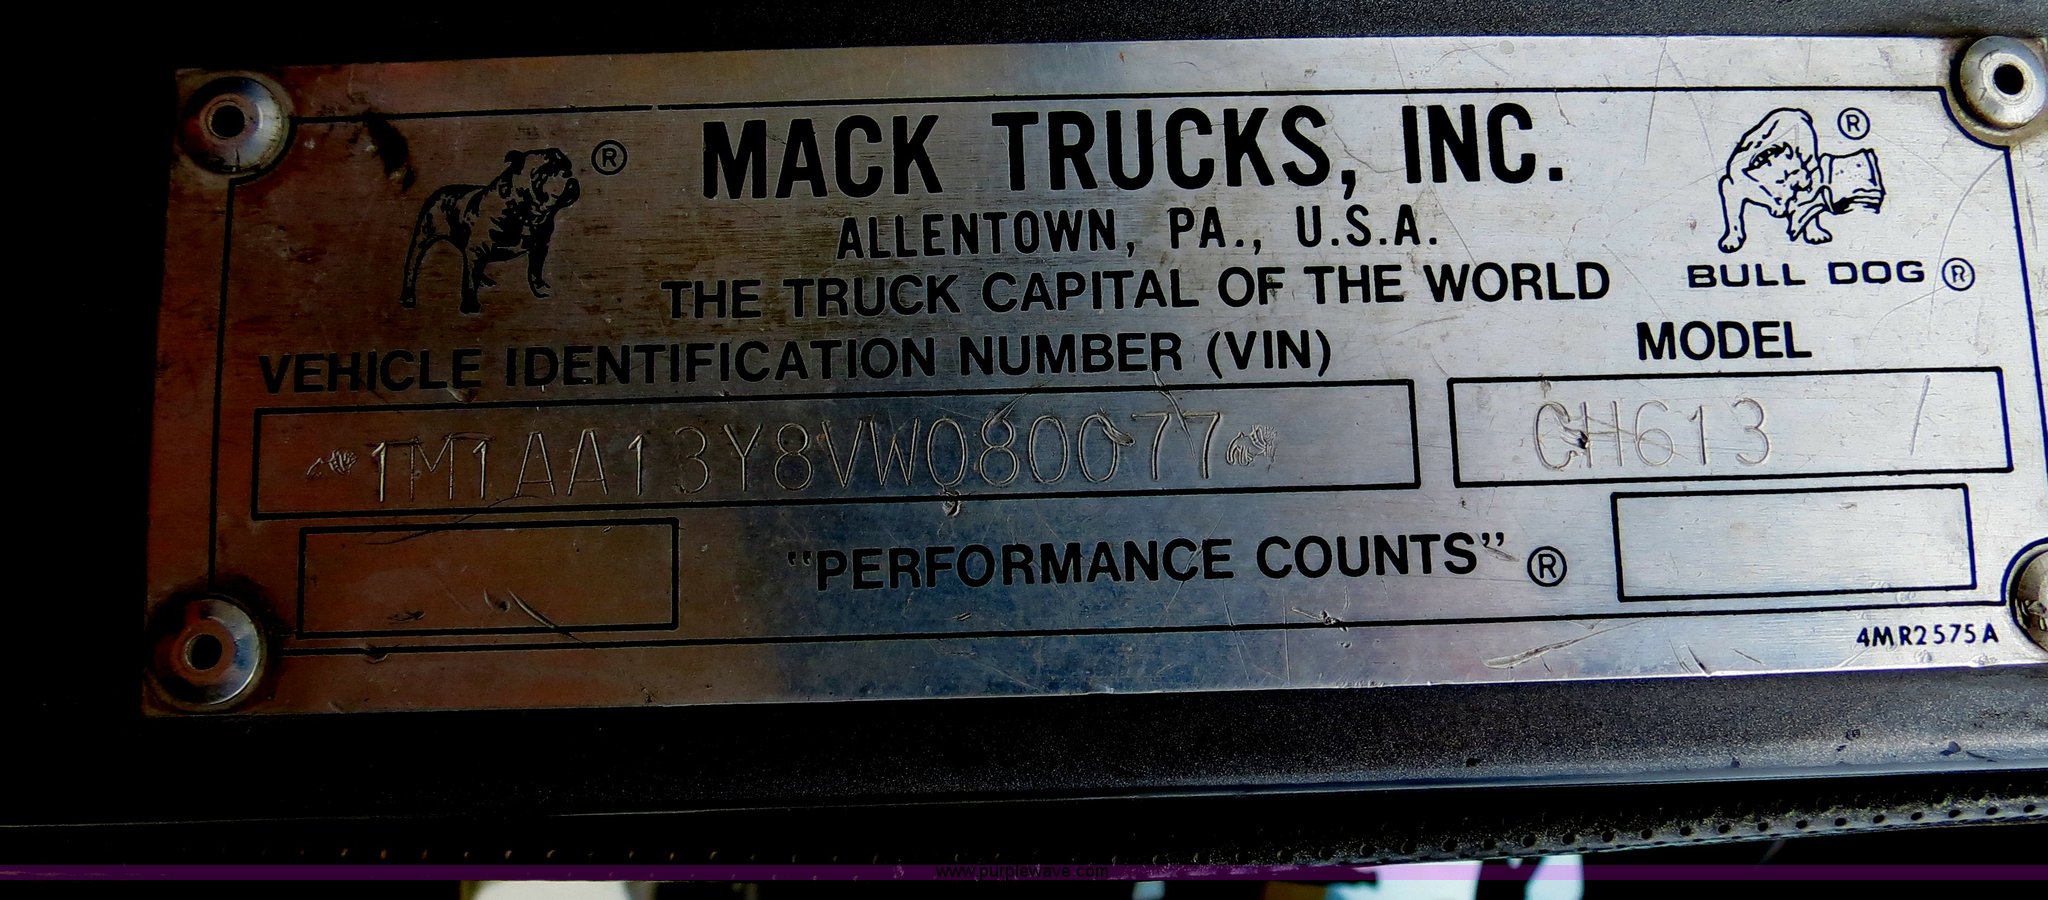 MACK TRUCKS, INC.
ALLENTOWN, PA., U.S.A.
THE TRUCK CAPITAL OF THE WORLD
®
®
BULL DOG ®
VEHICLE IDENTIFICATION NUMBER (VIN)
MODEL
1M1AA13Y8VW080077
CH613 /
"PERFORMANCE COUNTS" ®
4MR2575A
www.purplewave.com